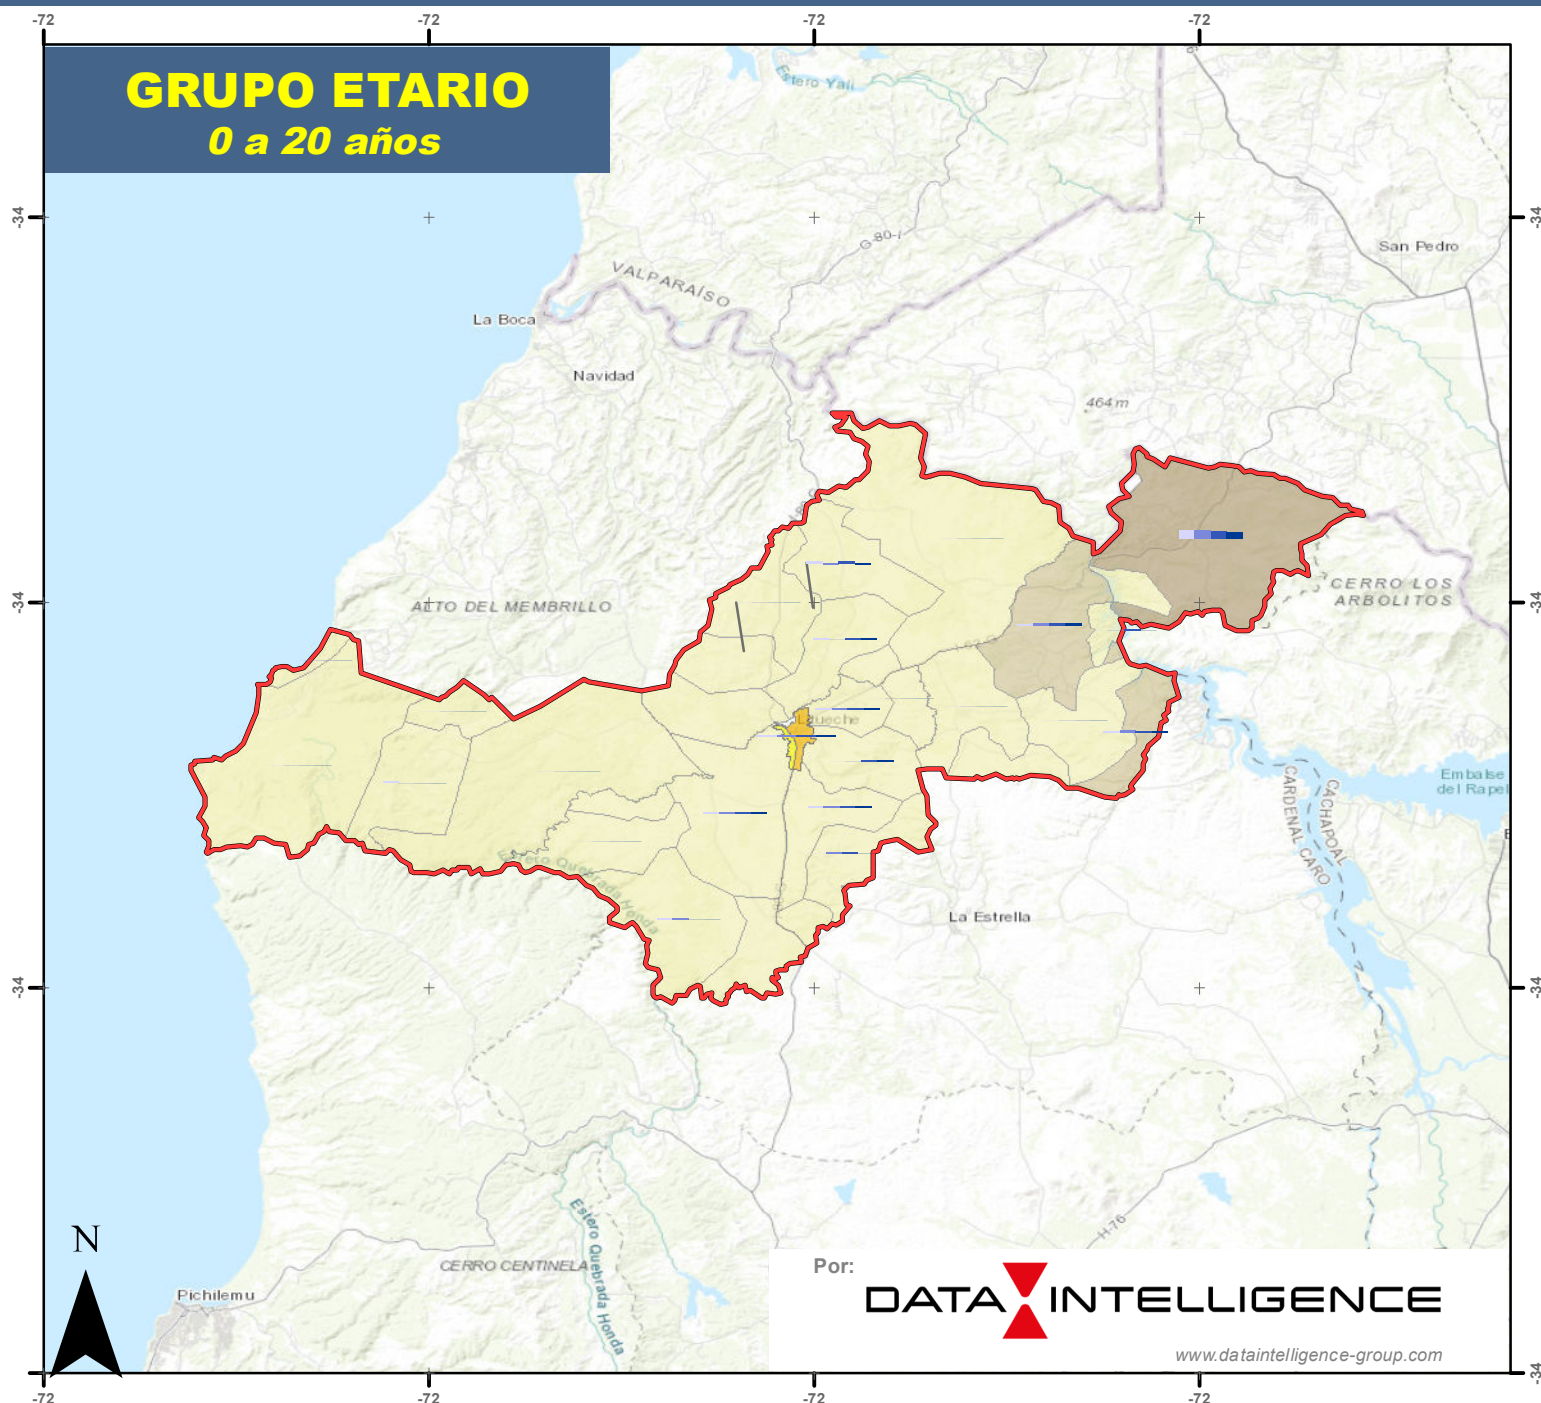 -72
-72
-72
-72
GRUPO ETARIO
0 a 20 años
Estero Yali
-34
-34
G-80-I
San Pedro
VALPARAÍSO
La Boca
Navidad
464 m
-34
-34
ALTO DEL MEMBRILLO
CERRO LOS
ARBOLITOS
Embalse
del Rapel
CACHAPOAL
CARDENAL CARO
Estero Quebrada Honda
La Estrella
-34
-34
Estero Quebrada Honda
H-76
N
CERRO CENTINELA
Pichilemu
Por:
DATA INTELLIGENCE
www.dataintelligence-group.com
-34
-72
-72
-72
-72